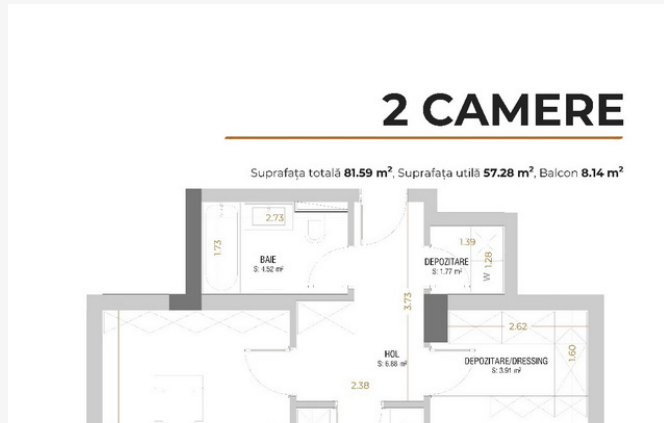 2 CAMERE
Suprafața totală 81.59 m², Suprafața utilă 57.28 m², Balcon 8.14 m²
2.73
1.73
BAIE
S: 4.52 m²
1.39
DEPOZITARE
S: 1.77 m²
W
1.28
3.73
2.62
HOL
S: 6.88 m²
DEPOZITARE/DRESSING
S: 3.91 m²
1.60
2.38